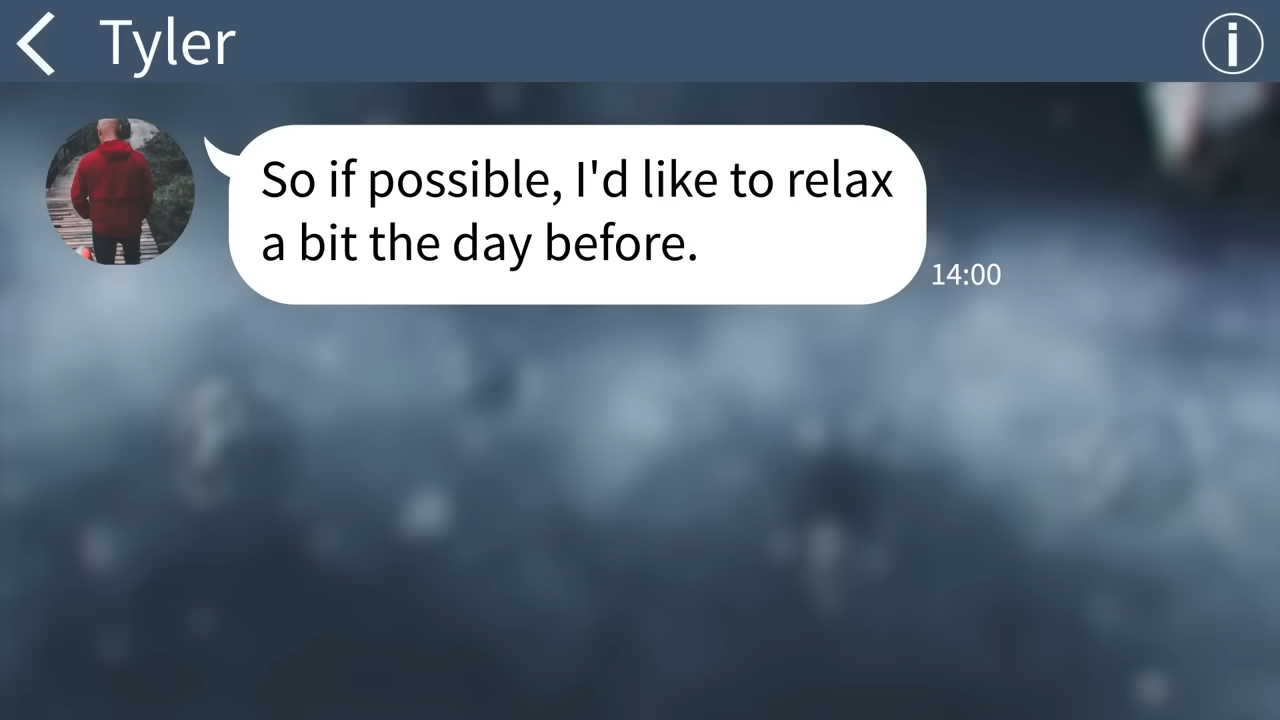 Tyler
So if possible, I'd like to relax
a bit the day before.
14:00